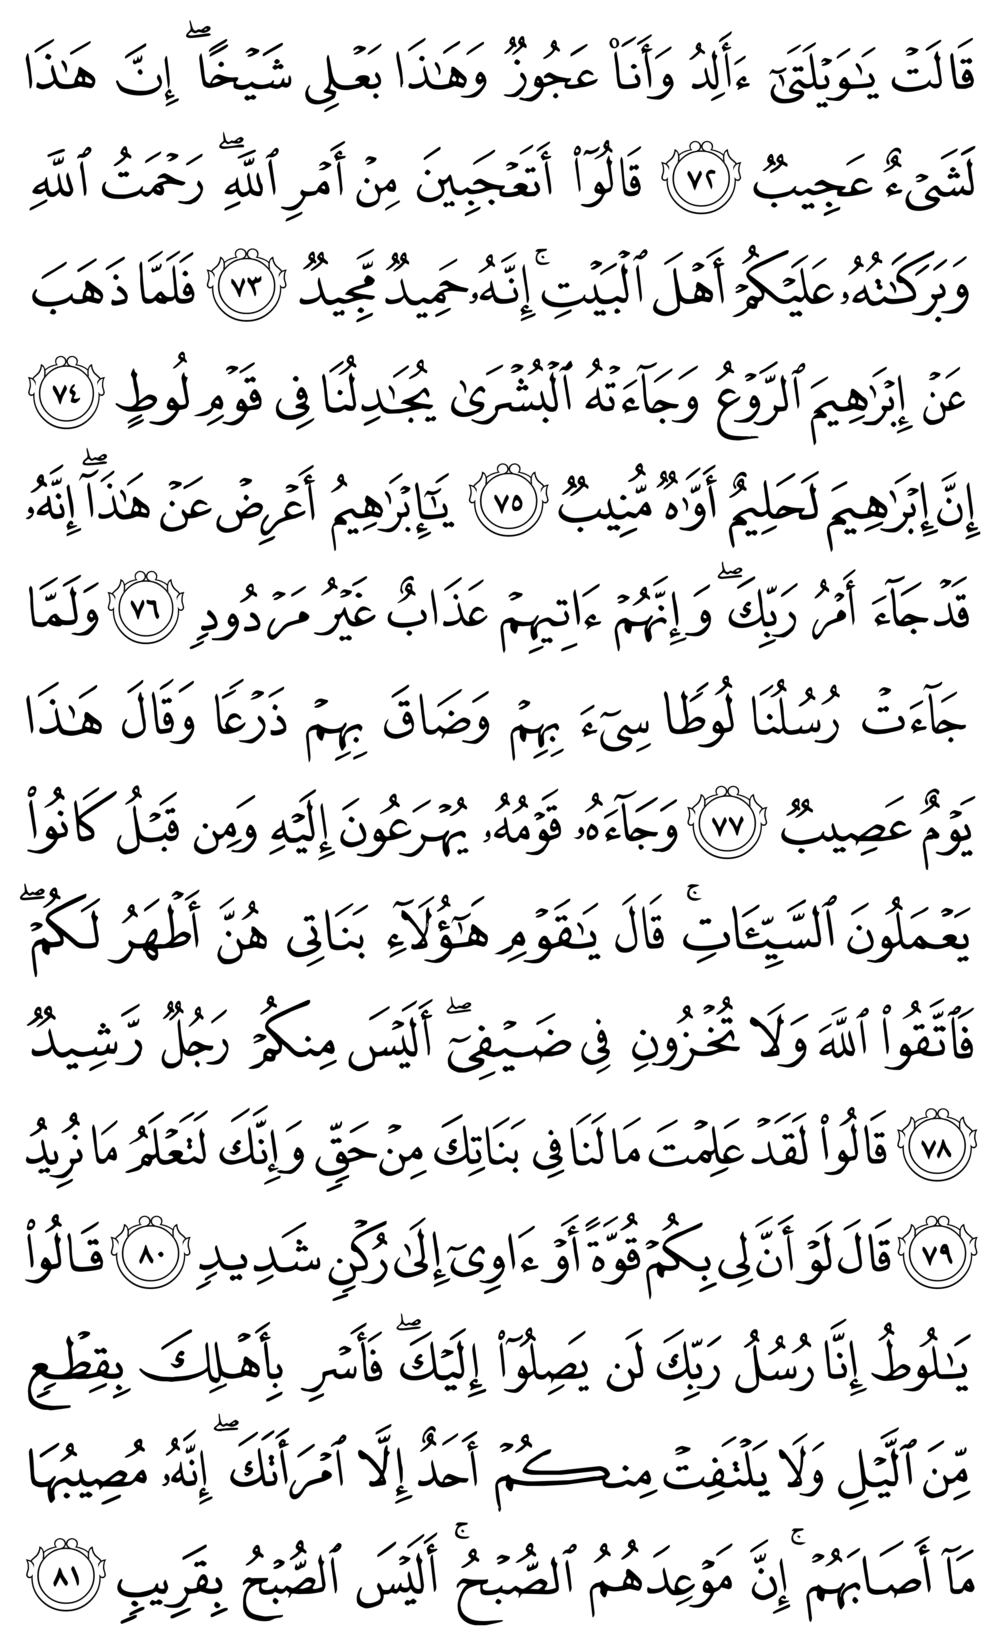 قَالَتۡ يَٰوَيۡلَتَىٰٓ ءَأَلِدُ وَأَنَا۠ عَجُوزٞ وَهَٰذَا بَعۡلِي شَيۡخًاۖ إِنَّ هَٰذَا
لَشَيۡءٌ عَجِيبٞ ٧٢ قَالُوٓاْ أَتَعۡجَبِينَ مِنۡ أَمۡرِ ٱللَّهِۖ رَحۡمَتُ ٱللَّهِ
وَبَرَكَٰتُهُۥ عَلَيۡكُمۡ أَهۡلَ ٱلۡبَيۡتِۚ إِنَّهُۥ حَمِيدٞ مَّجِيدٞ ٧٣ فَلَمَّا ذَهَبَ
عَنۡ إِبۡرَٰهِيمَ ٱلرَّوۡعُ وَجَآءَتۡهُ ٱلۡبُشۡرَىٰ يُجَٰدِلُنَا فِي قَوۡمِ لُوطٍ ٧٤
إِنَّ إِبۡرَٰهِيمَ لَحَلِيمٌ أَوَّٰهٞ مُّنِيبٞ ٧٥ يَٰٓإِبۡرَٰهِيمُ أَعۡرِضۡ عَنۡ هَٰذَآۖ إِنَّهُۥ
قَدۡ جَآءَ أَمۡرُ رَبِّكَۖ وَإِنَّهُمۡ ءَاتِيهِمۡ عَذَابٌ غَيۡرُ مَرۡدُودٖ ٧٦ وَلَمَّا
جَآءَتۡ رُسُلُنَا لُوطٗا سِيٓءَ بِهِمۡ وَضَاقَ بِهِمۡ ذَرۡعٗا وَقَالَ هَٰذَا
يَوۡمٌ عَصِيبٞ ٧٧ وَجَآءَهُۥ قَوۡمُهُۥ يُهۡرَعُونَ إِلَيۡهِ وَمِن قَبۡلُ كَانُواْ
يَعۡمَلُونَ ٱلسَّيِّـَٔاتِۚ قَالَ يَٰقَوۡمِ هَٰٓؤُلَآءِ بَنَاتِي هُنَّ أَطۡهَرُ لَكُمۡۖ
فَٱتَّقُواْ ٱللَّهَ وَلَا تُخۡزُونِ فِي ضَيۡفِيٓۖ أَلَيۡسَ مِنكُمۡ رَجُلٞ رَّشِيدٞ
٧٨ قَالُواْ لَقَدۡ عَلِمۡتَ مَا لَنَا فِي بَنَاتِكَ مِنۡ حَقّٖ وَإِنَّكَ لَتَعۡلَمُ مَا نُرِيدُ
٧٩ قَالَ لَوۡ أَنَّ لِي بِكُمۡ قُوَّةً أَوۡ ءَاوِيٓ إِلَىٰ رُكۡنٖ شَدِيدٖ ٨٠ قَالُواْ
يَٰلُوطُ إِنَّا رُسُلُ رَبِّكَ لَن يَصِلُوٓاْ إِلَيۡكَۖ فَأَسۡرِ بِأَهۡلِكَ بِقِطۡعٖ
مِّنَ ٱلَّيۡلِ وَلَا يَلۡتَفِتۡ مِنكُمۡ أَحَدٌ إِلَّا ٱمۡرَأَتَكَۖ إِنَّهُۥ مُصِيبُهَا
مَآ أَصَابَهُمۡۚ إِنَّ مَوۡعِدَهُمُ ٱلصُّبۡحُۚ أَلَيۡسَ ٱلصُّبۡحُ بِقَرِيبٖ ٨١